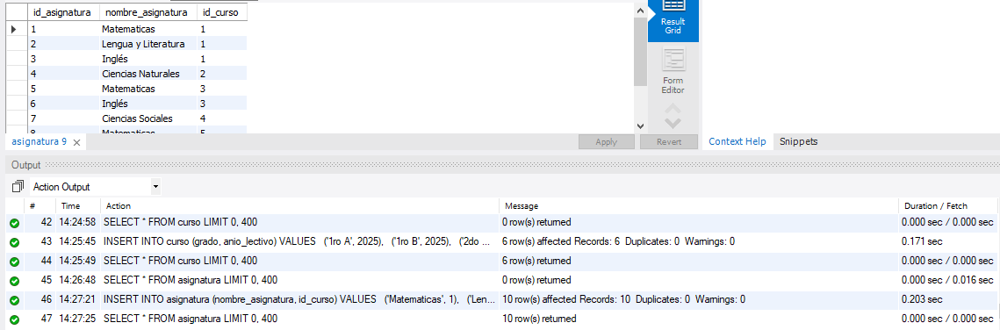 id_asignatura nombre_asignatura id_curso
1 Matematicas 1
2 Lengua y Literatura 1
3 Inglés 1
4 Ciencias Naturales 2
5 Matematicas 3
6 Inglés 3
7 Ciencias Sociales 4
8 Matematicas 5
Result Grid
Form Editor
asignatura 9 Apply Revert Context Help Snippets
Output
Action Output
# Time Action Message Duration / Fetch
42 14:24:58 SELECT * FROM curso LIMIT 0, 400 0 row(s) returned 0.000 sec / 0.000 sec
43 14:25:45 INSERT INTO curso (grado, anio_lectivo) VALUES ('1ro A', 2025), ('1ro B', 2025), ('2do ... 6 row(s) affected Records: 6 Duplicates: 0 Warnings: 0 0.171 sec
44 14:25:49 SELECT * FROM curso LIMIT 0, 400 6 row(s) returned 0.000 sec / 0.000 sec
45 14:26:48 SELECT * FROM asignatura LIMIT 0, 400 0 row(s) returned 0.000 sec / 0.016 sec
46 14:27:21 INSERT INTO asignatura (nombre_asignatura, id_curso) VALUES ('Matematicas', 1), ('Len... 10 row(s) affected Records: 10 Duplicates: 0 Warnings: 0 0.203 sec
47 14:27:25 SELECT * FROM asignatura LIMIT 0, 400 10 row(s) returned 0.000 sec / 0.000 sec